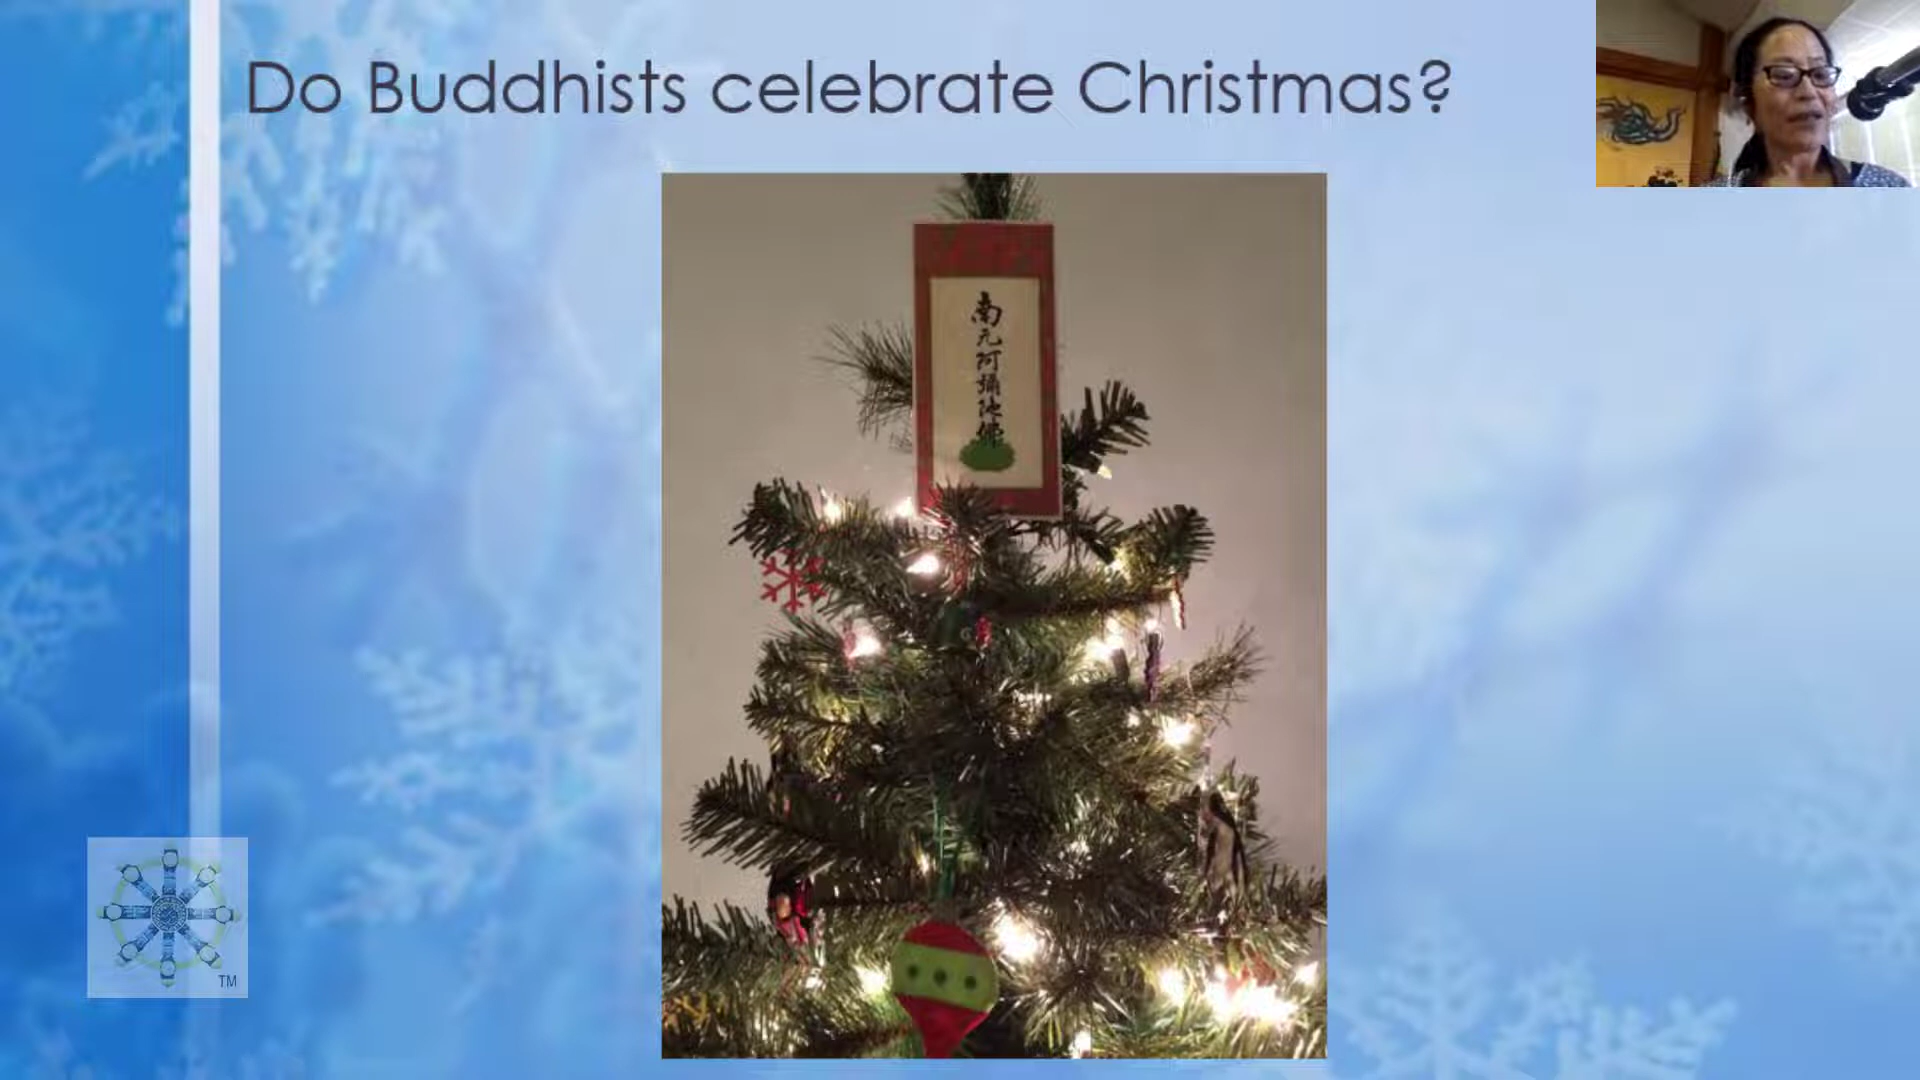 Do Buddhists celebrate Christmas?
南
无
阿
彌
陀
佛
TM